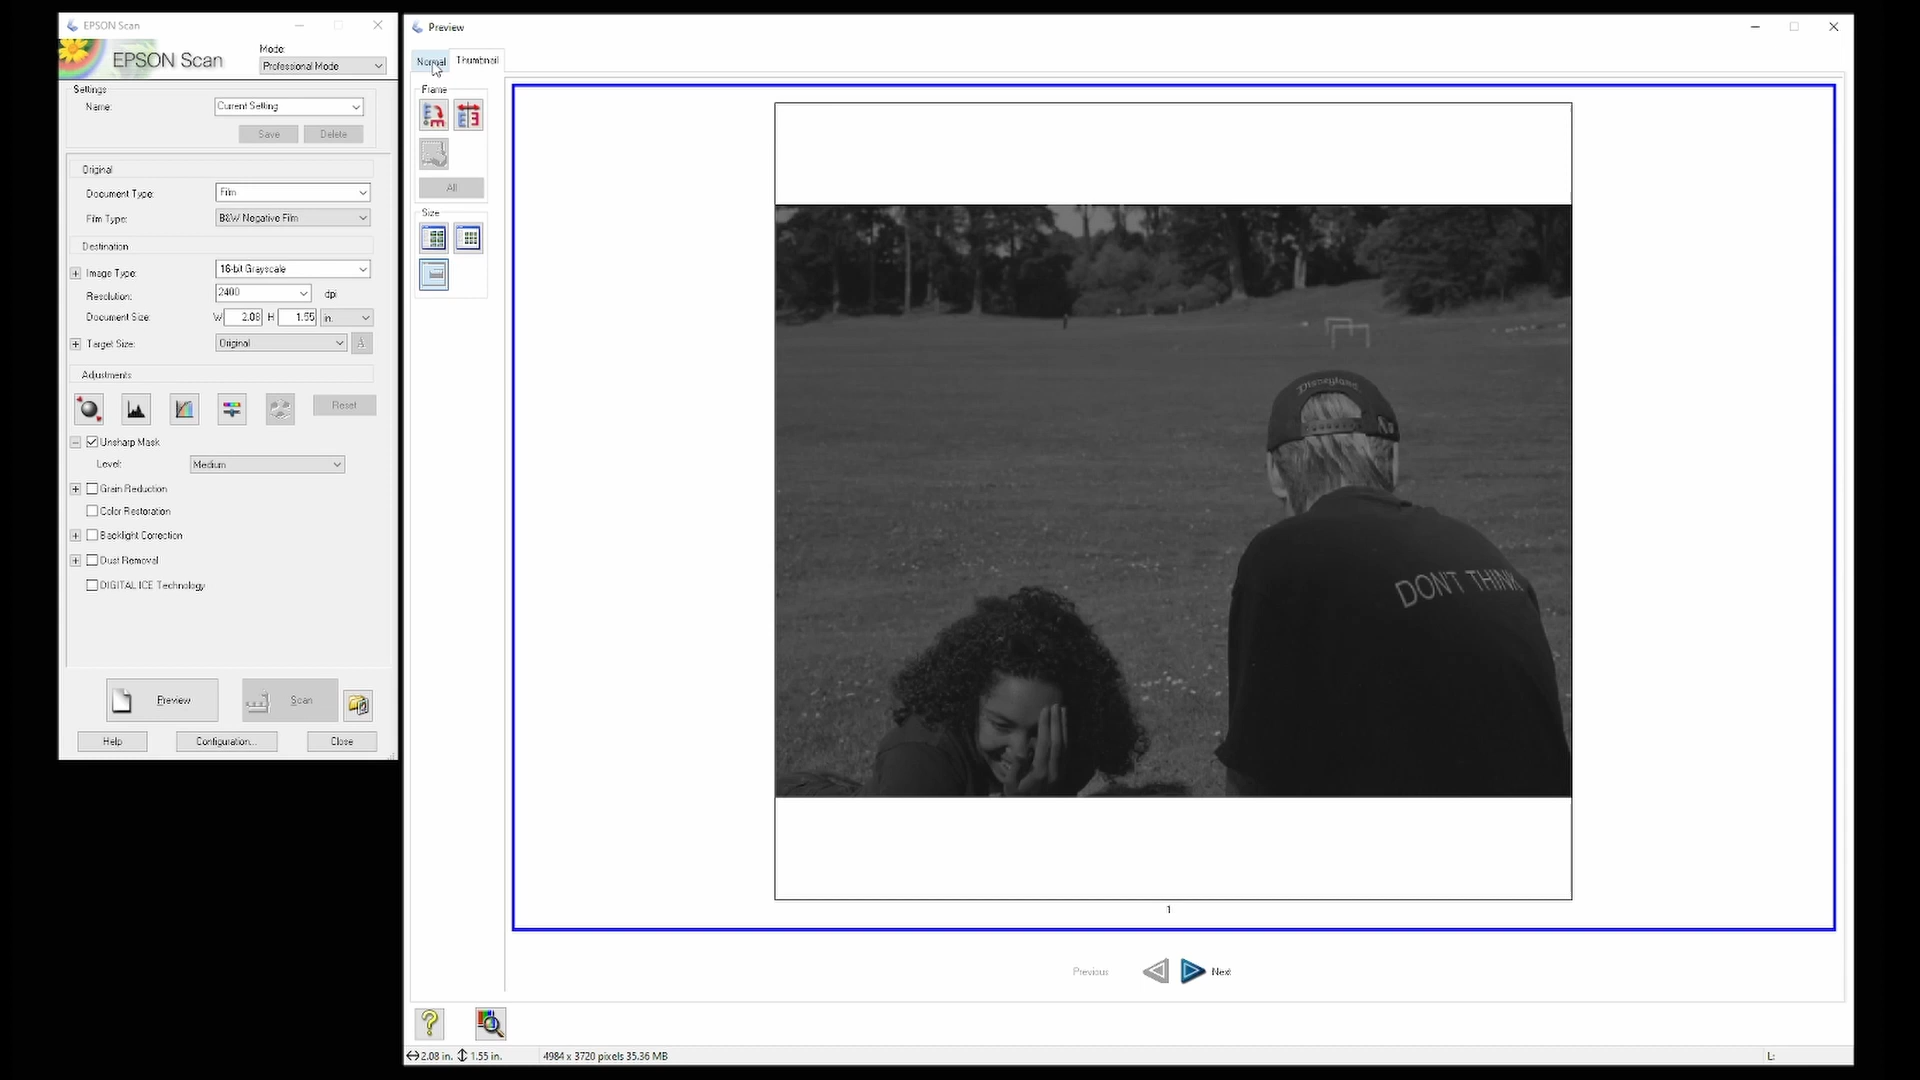 EPSON Scan
EPSON Scan
Mode:
Professional Mode
Settings
Name:
Current Setting
Save
Delete
Original
Document Type:
Film
Film Type:
B&W Negative Film
Destination
Image Type:
16-bit Grayscale
Resolution:
2400
dpi
Document Size:
W 2.08 H 1.55 in.
Target Size:
Original
A
Adjustments
Reset
Unsharp Mask
Level:
Medium
Grain Reduction
Color Restoration
Backlight Correction
Dust Removal
DIGITAL ICE Technology
Preview
Scan
Help
Configuration...
Close
Preview
Normal
Thumbnail
Frame
All
Size
Disneyland
DON'T THINK
1
Previous
Next
2.08 in. 1.55 in.
4984 x 3720 pixels 35.36 MB
L: